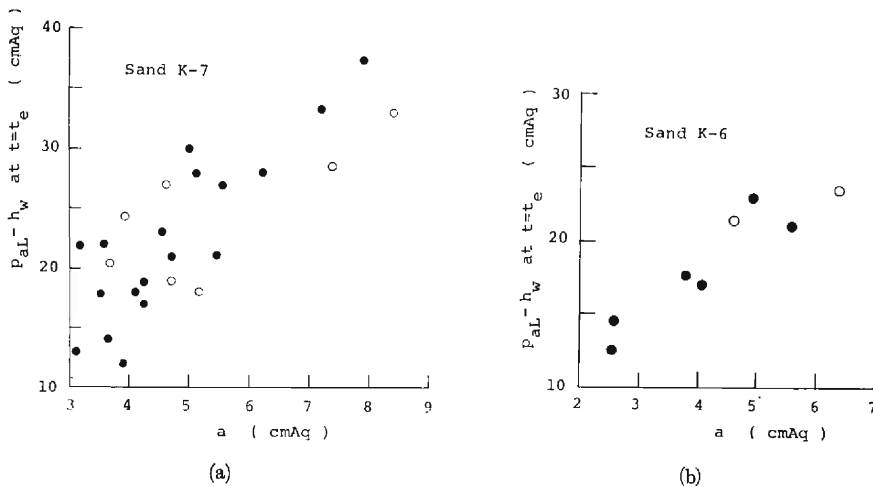 40
30
20
10
p_aL - h_w at t=t_e ( cmAq )
Sand K-7
3 4 5 6 7 8 9
a ( cmAq )
(a)
30
20
10
p_aL - h_w at t=t_e ( cmAq )
Sand K-6
2 3 4 5 6 7
a ( cmAq )
(b)